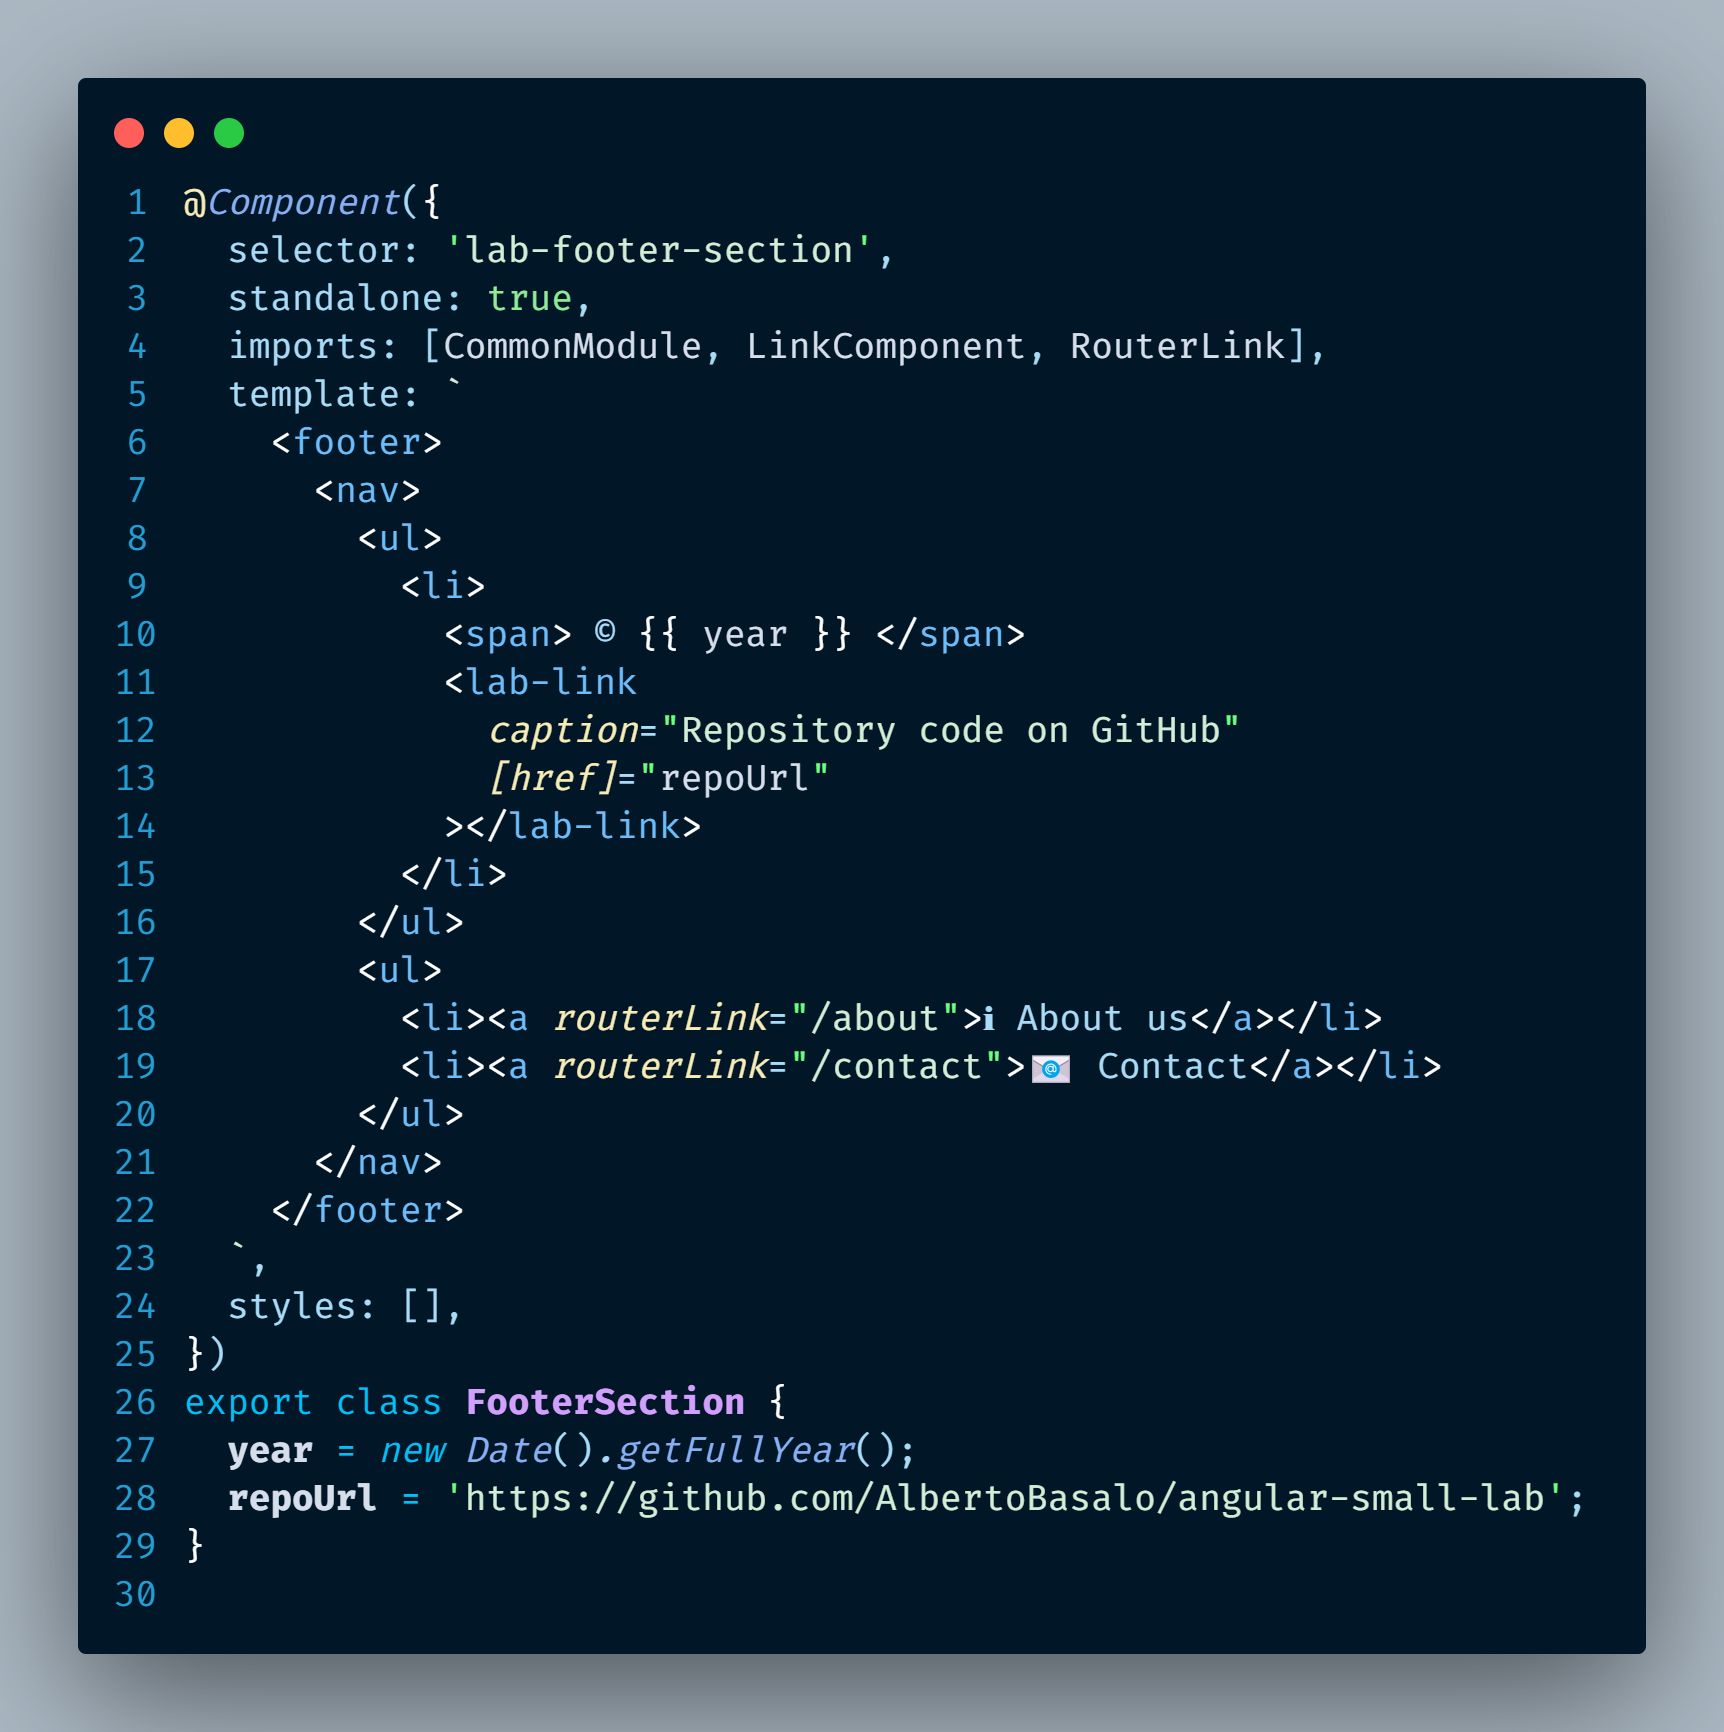 1 @Component({
2   selector: 'lab-footer-section',
3   standalone: true,
4   imports: [CommonModule, LinkComponent, RouterLink],
5   template: `
6     <footer>
7       <nav>
8         <ul>
9           <li>
10             <span> © {{ year }} </span>
11             <lab-link
12               caption="Repository code on GitHub"
13               [href]="repoUrl"
14             ></lab-link>
15           </li>
16         </ul>
17         <ul>
18           <li><a routerLink="/about">ℹ About us</a></li>
19           <li><a routerLink="/contact">📧 Contact</a></li>
20         </ul>
21       </nav>
22     </footer>
23   `,
24   styles: [],
25 })
26 export class FooterSection {
27   year = new Date().getFullYear();
28   repoUrl = 'https://github.com/AlbertoBasalo/angular-small-lab';
29 }
30